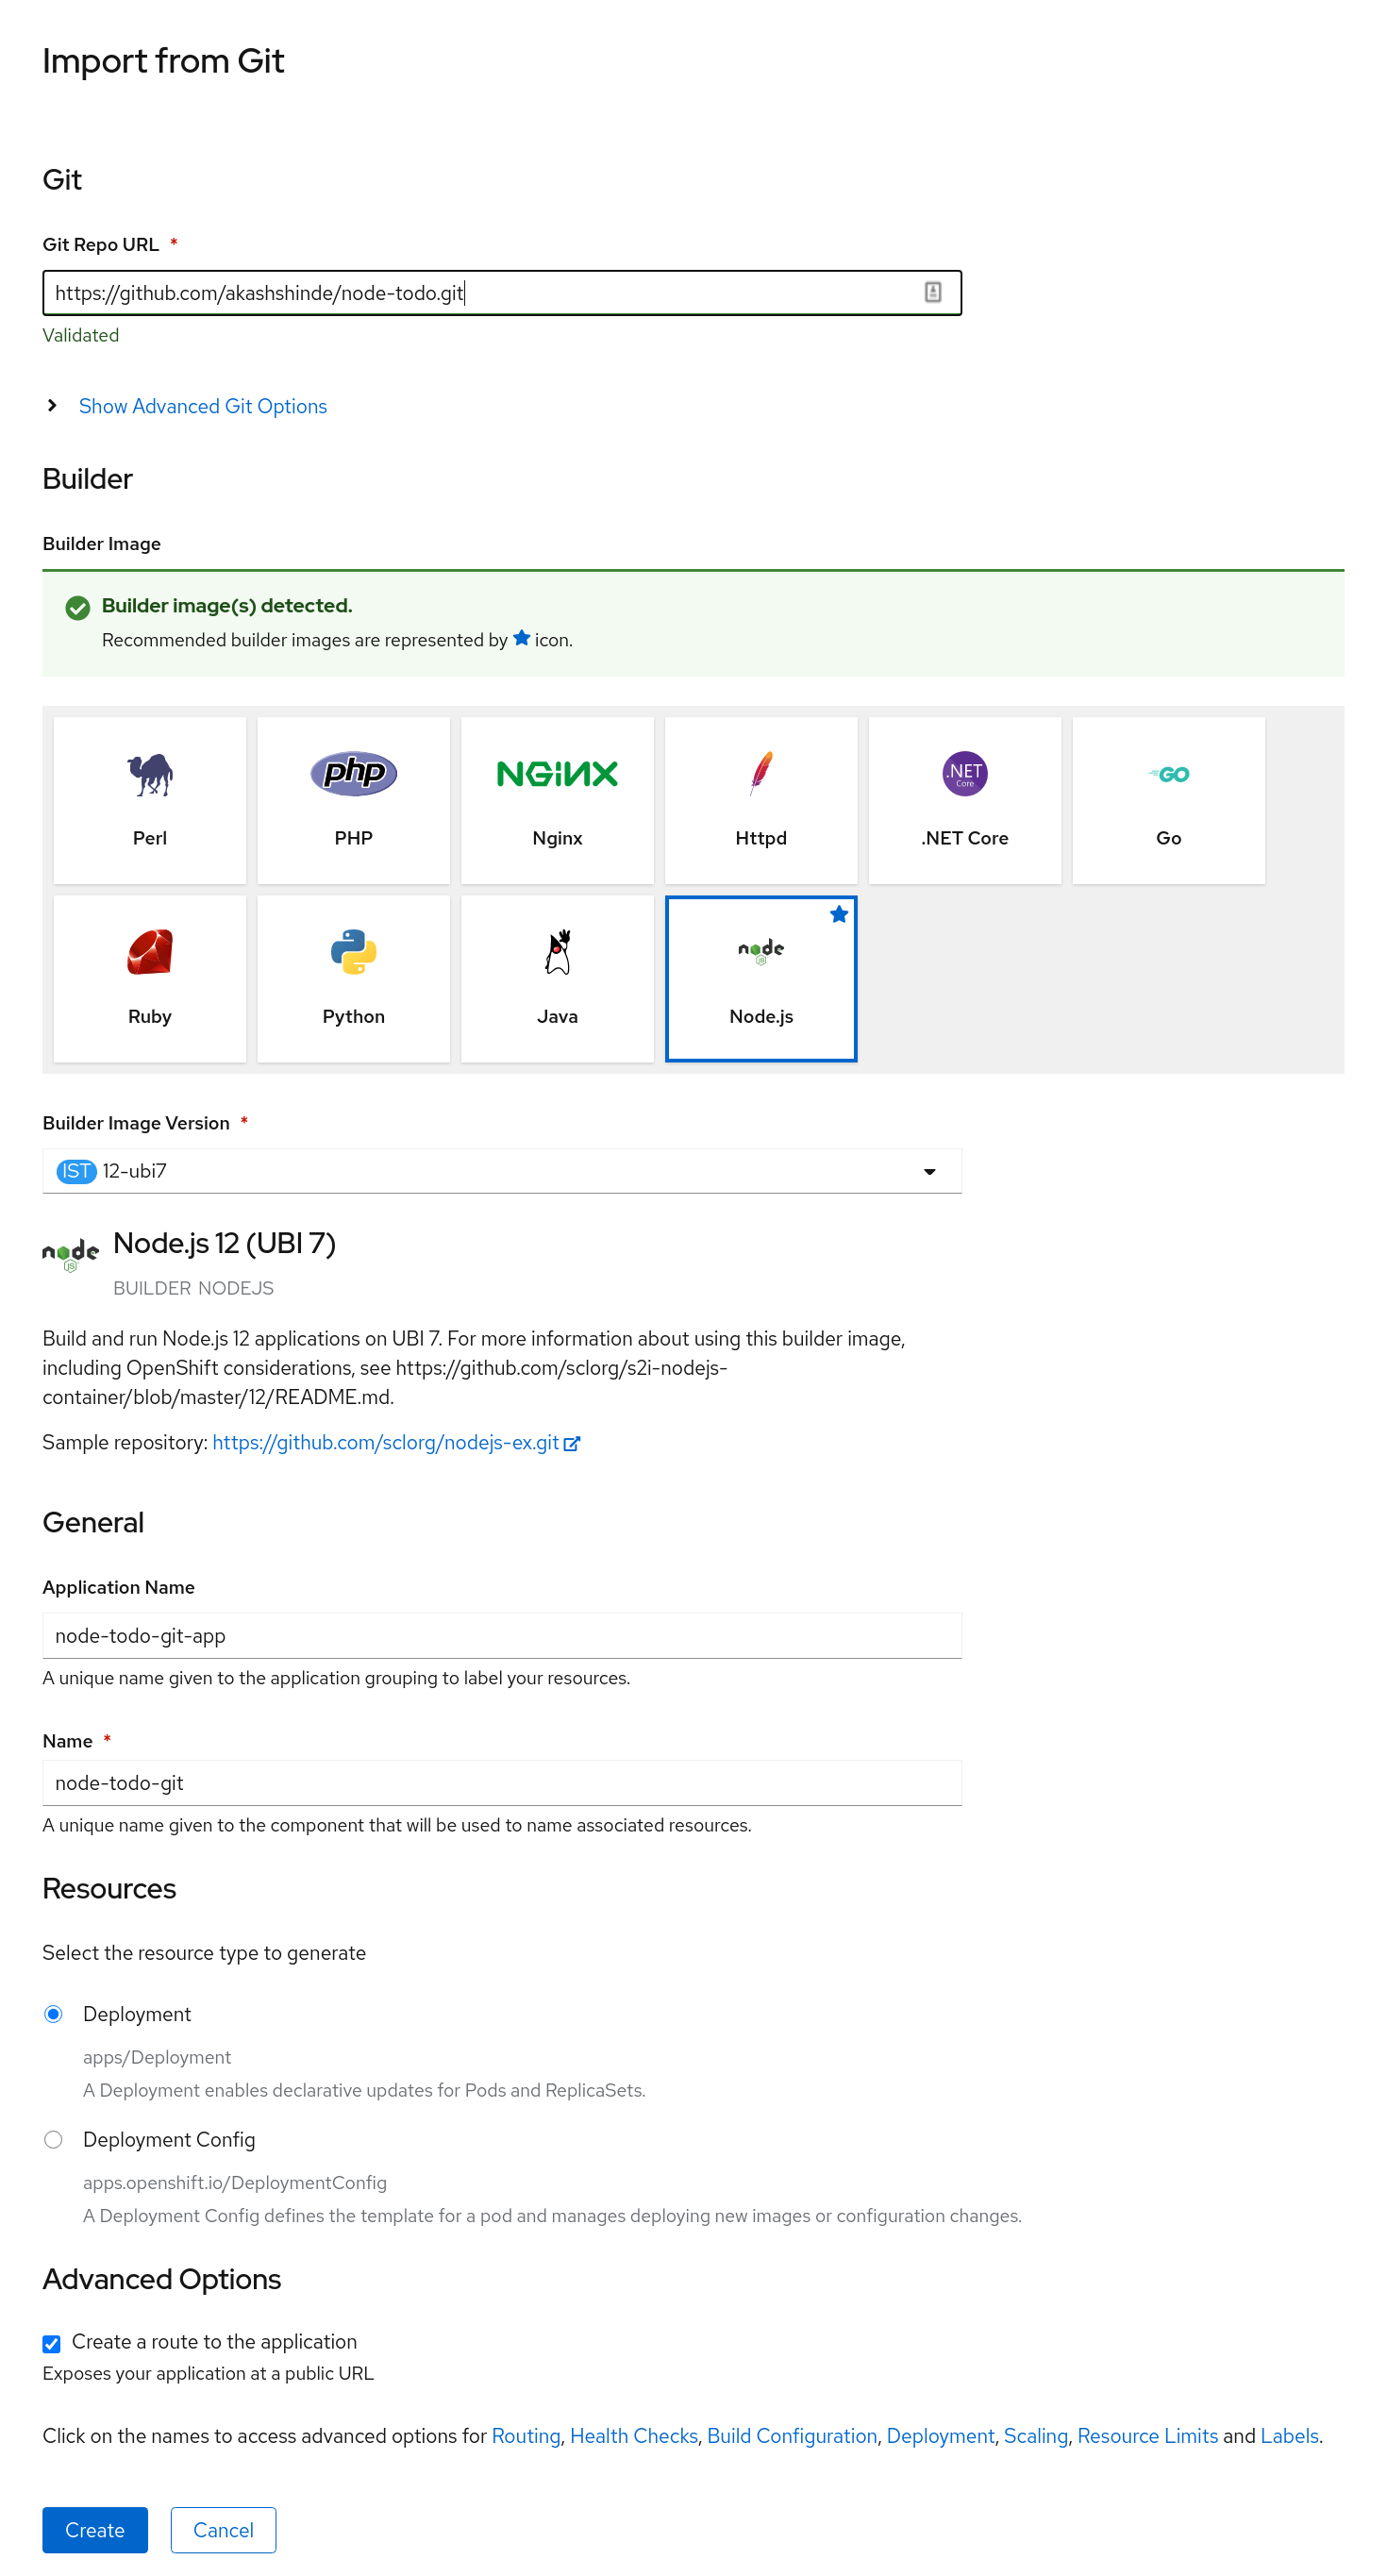 Import from Git
Git
Git Repo URL *
https://github.com/akashshinde/node-todo.git
Validated
Show Advanced Git Options
Builder
Builder Image
Builder image(s) detected.
Recommended builder images are represented by icon.
php
NGINX
.NET
Core
GO
Perl
PHP
Nginx
Httpd
.NET Core
Go
node
JS
Ruby
Python
Java
Node.js
Builder Image Version *
IST 12-ubi7
node
JS
Node.js 12 (UBI 7)
BUILDER NODEJS
Build and run Node.js 12 applications on UBI 7. For more information about using this builder image,
including OpenShift considerations, see https://github.com/sclorg/s2i-nodejs-
container/blob/master/12/README.md.
Sample repository: https://github.com/sclorg/nodejs-ex.git
General
Application Name
node-todo-git-app
A unique name given to the application grouping to label your resources.
Name *
node-todo-git
A unique name given to the component that will be used to name associated resources.
Resources
Select the resource type to generate
Deployment
apps/Deployment
A Deployment enables declarative updates for Pods and ReplicaSets.
Deployment Config
apps.openshift.io/DeploymentConfig
A Deployment Config defines the template for a pod and manages deploying new images or configuration changes.
Advanced Options
Create a route to the application
Exposes your application at a public URL
Click on the names to access advanced options for Routing, Health Checks, Build Configuration, Deployment, Scaling, Resource Limits and Labels.
Create
Cancel